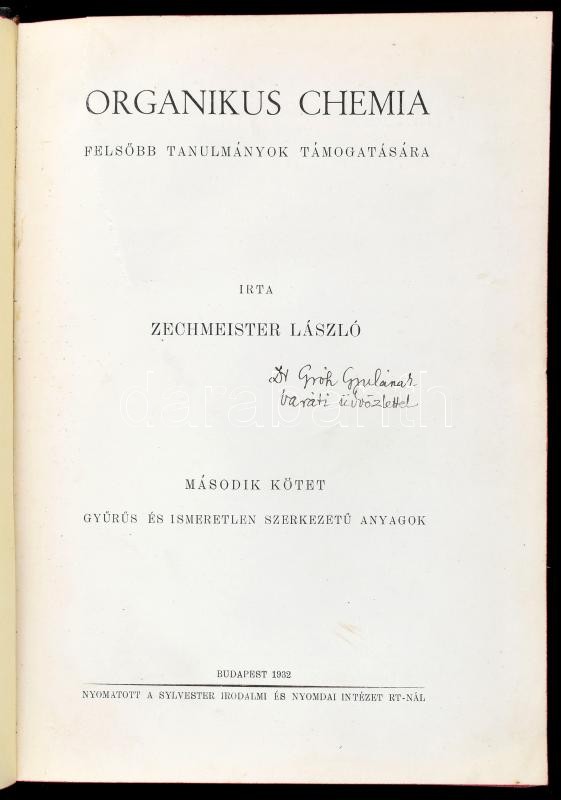 ORGANIKUS CHEMIA
FELSŐBB TANULMÁNYOK TÁMOGATÁSÁRA
IRTA
ZECHMEISTER LÁSZLÓ
Dr Gróh Gyulának
baráti üdvözlettel
darabanth
MÁSODIK KÖTET
GYŰRŰS ÉS ISMERETLEN SZERKEZETŰ ANYAGOK
BUDAPEST 1932
NYOMATOTT A SYLVESTER IRODALMI ÉS NYOMDAI INTÉZET RT-NÁL